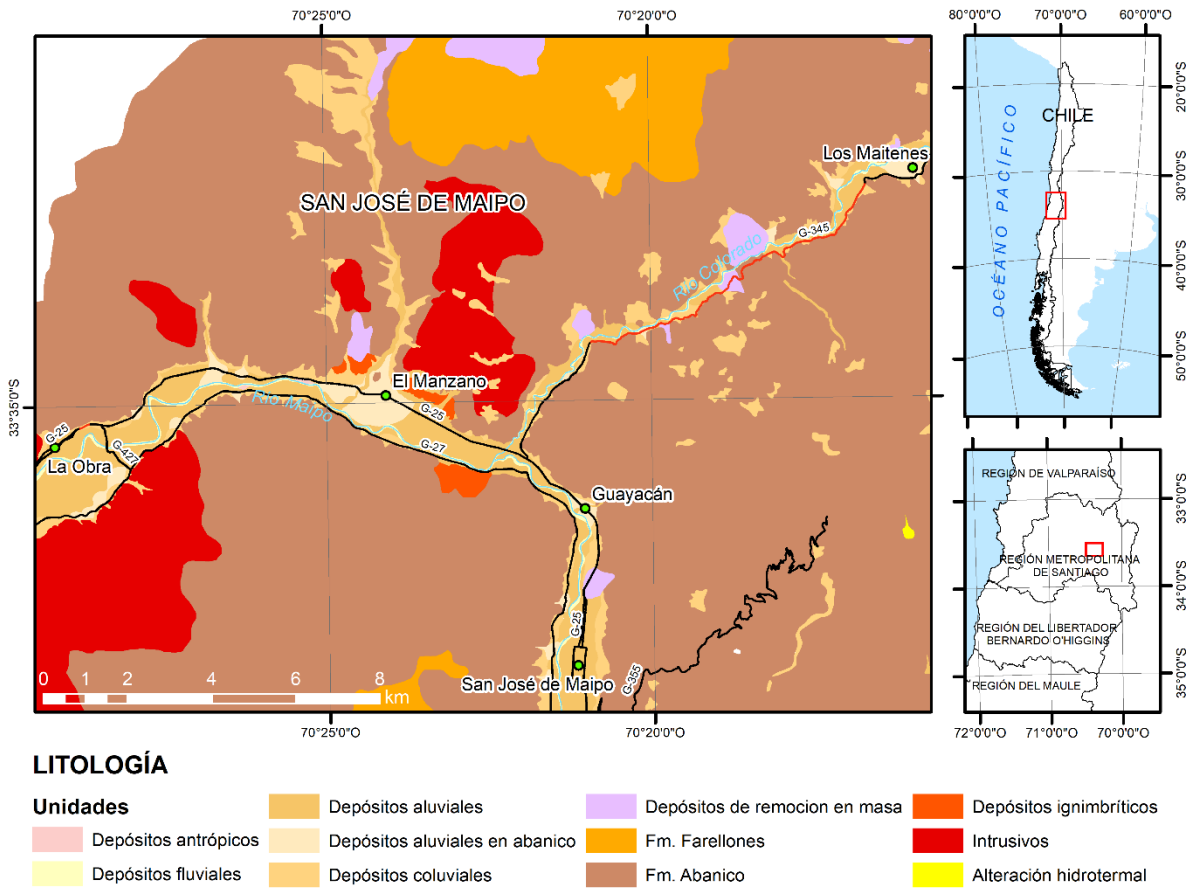 70°25'0"O
70°20'0"O
80°0'0"O
70°0'0"O
60°0'0"O
CHILE
OCÉANO PACÍFICO
20°0'0"S
30°0'0"S
40°0'0"S
50°0'0"S
Los Maitenes
SAN JOSÉ DE MAIPO
G-345
Río Colorado
El Manzano
Río Maipo
G-25
G-27
33°35'0"S
G-25
G-427
La Obra
Guayacán
G-25
San José de Maipo
G-355
0 1 2 4 6 8
km
70°25'0"O
70°20'0"O
REGIÓN DE VALPARAÍSO
REGIÓN METROPOLITANA
DE SANTIAGO
REGIÓN DEL LIBERTADOR
BERNARDO O'HIGGINS
REGIÓN DEL MAULE
33°0'0"S
34°0'0"S
35°0'0"S
72°0'0"O
71°0'0"O
70°0'0"O
LITOLOGÍA
Unidades
Depósitos antrópicos
Depósitos fluviales
Depósitos aluviales
Depósitos aluviales en abanico
Depósitos coluviales
Depósitos de remocion en masa
Fm. Farellones
Fm. Abanico
Depósitos ignimbríticos
Intrusivos
Alteración hidrotermal